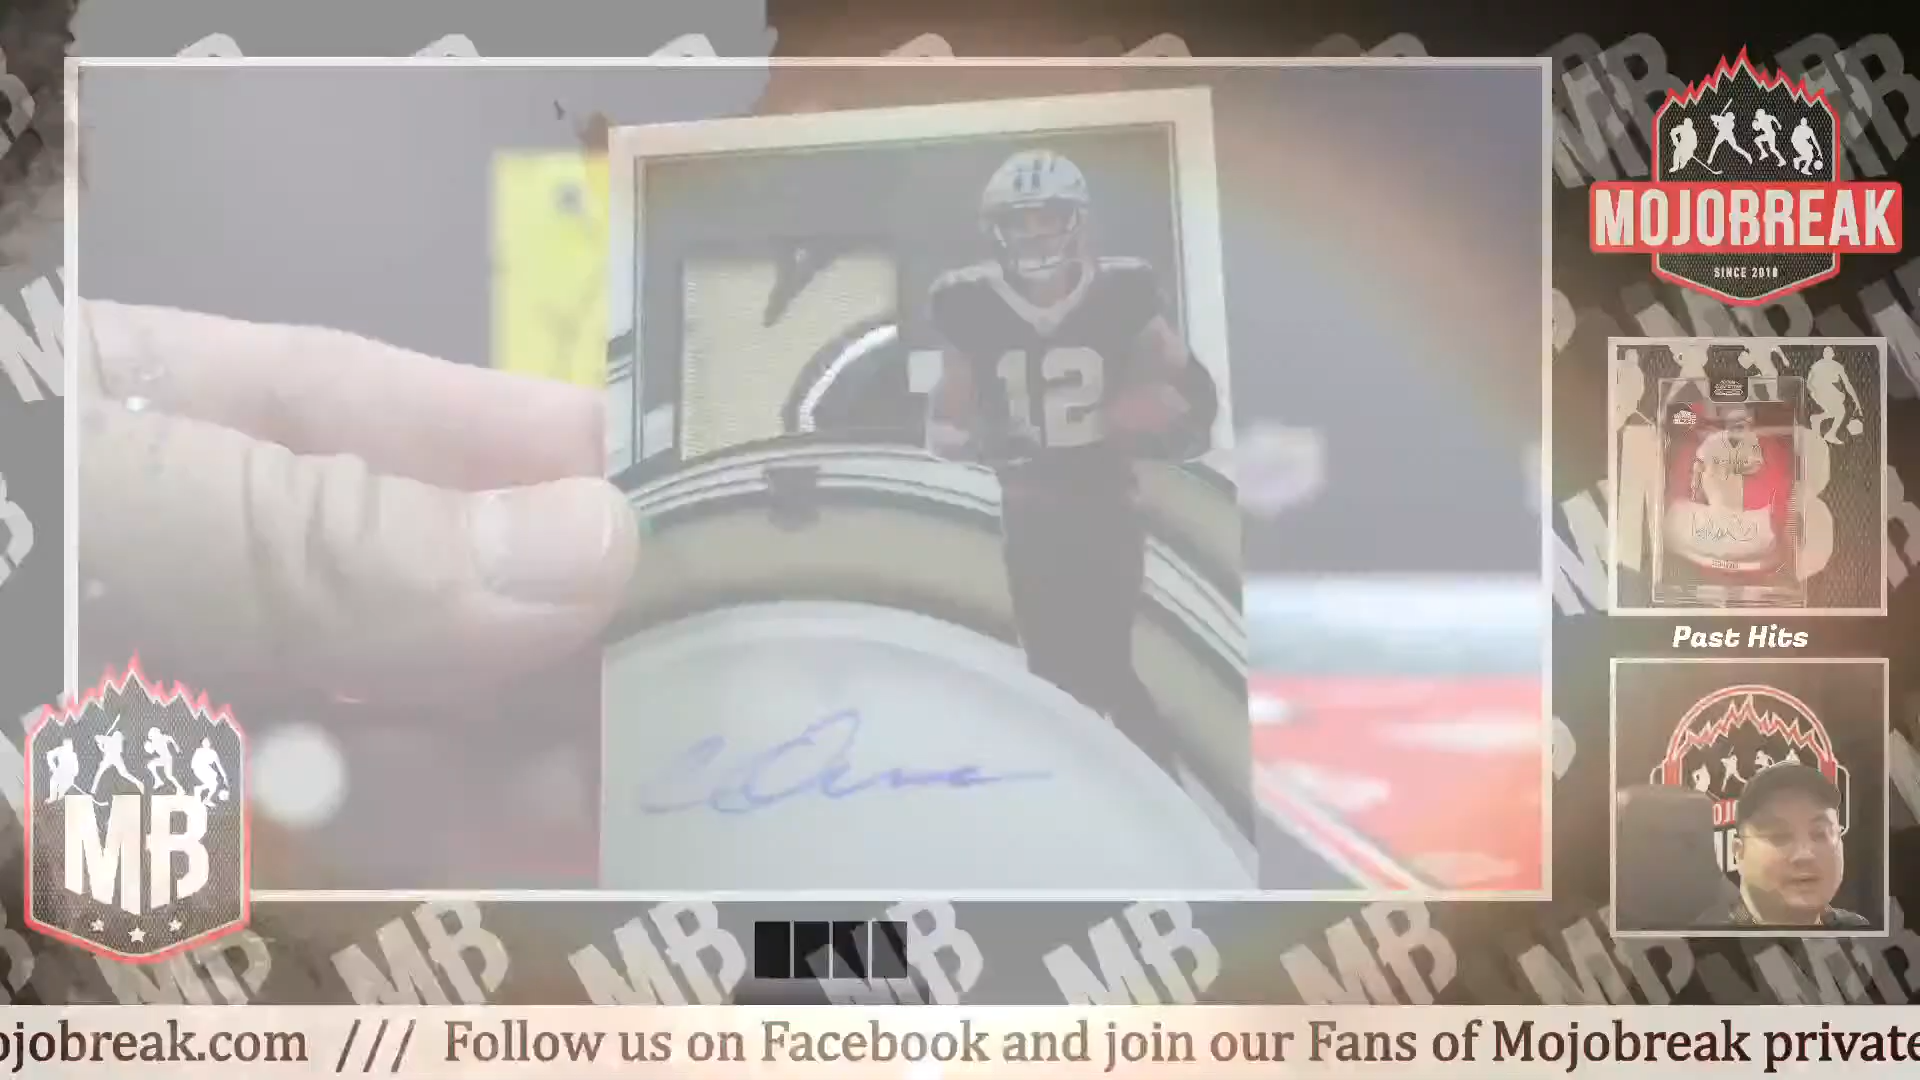 MOJOBREAK
SINCE 2010
12
Past Hits
MB
ojobreak.com /// Follow us on Facebook and join our Fans of Mojobreak private